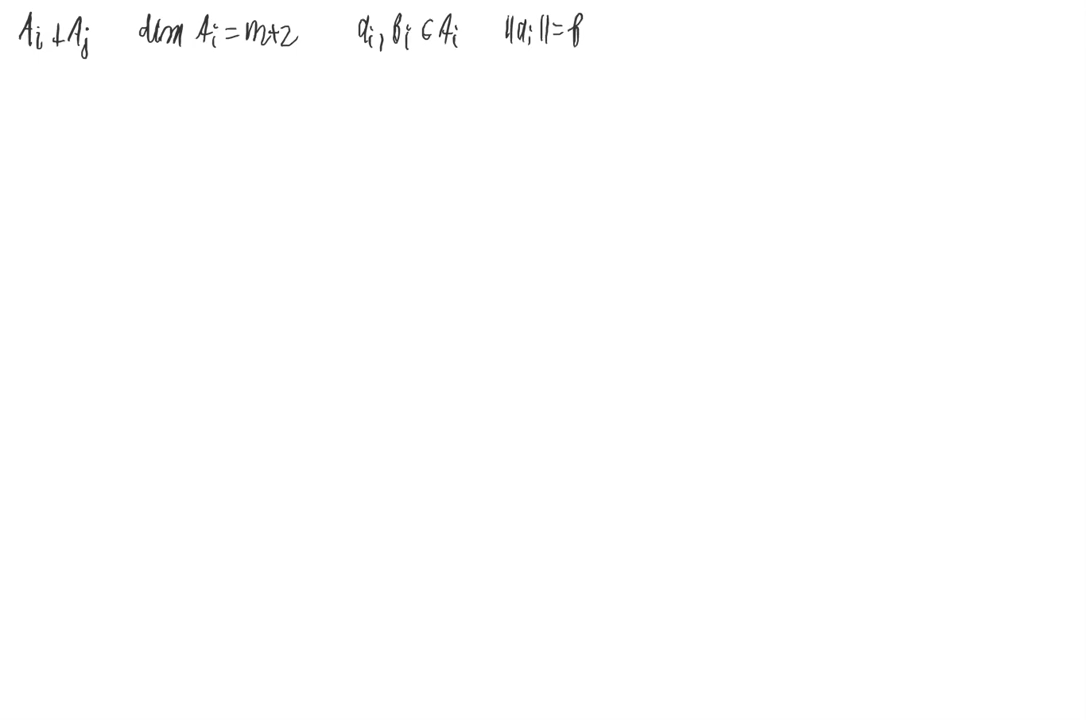 A_i ⊥ A_j dim A_i = m+2 a_i, b_i ∈ A_i ||a_i|| = β